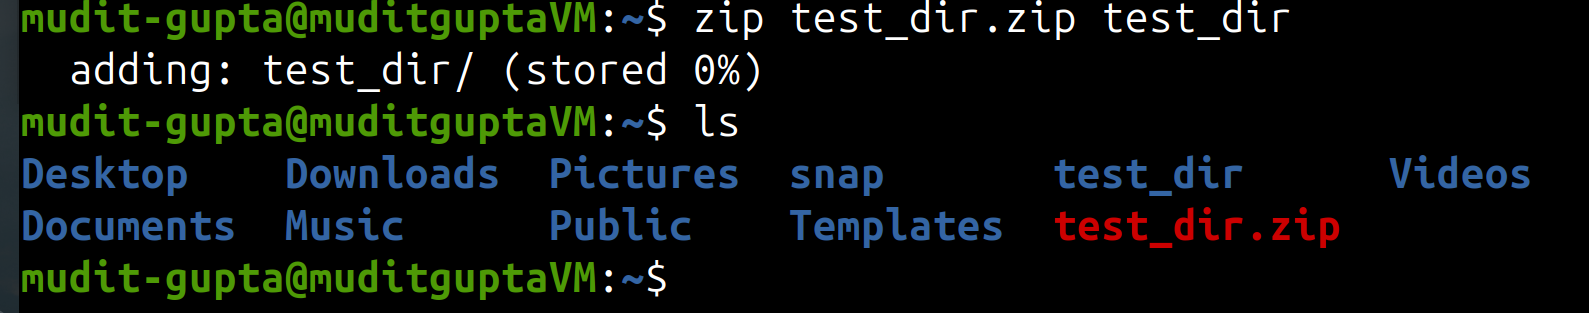 mudit-gupta@muditguptaVM:~$ zip test_dir.zip test_dir
  adding: test_dir/ (stored 0%)
mudit-gupta@muditguptaVM:~$ ls
Desktop    Downloads  Pictures  snap       test_dir      Videos
Documents  Music      Public    Templates  test_dir.zip
mudit-gupta@muditguptaVM:~$